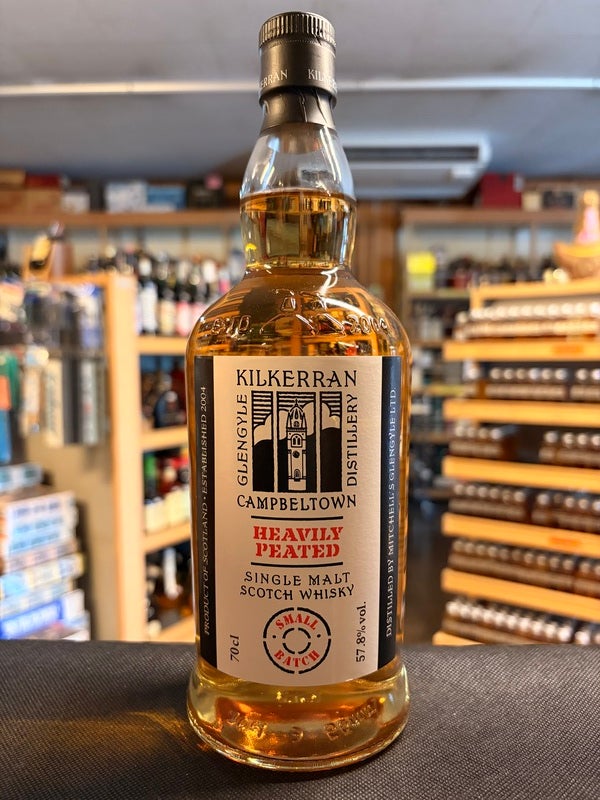 KILKERRAN
GLENGYLE
DISTILLERY
CAMPBELTOWN
HEAVILY
PEATED
SINGLE MALT
SCOTCH WHISKY
SMALL
BATCH
70cl
57.8% vol.
PRODUCT OF SCOTLAND • ESTABLISHED 2004
DISTILLED BY MITCHELL'S GLENGYLE LTD.